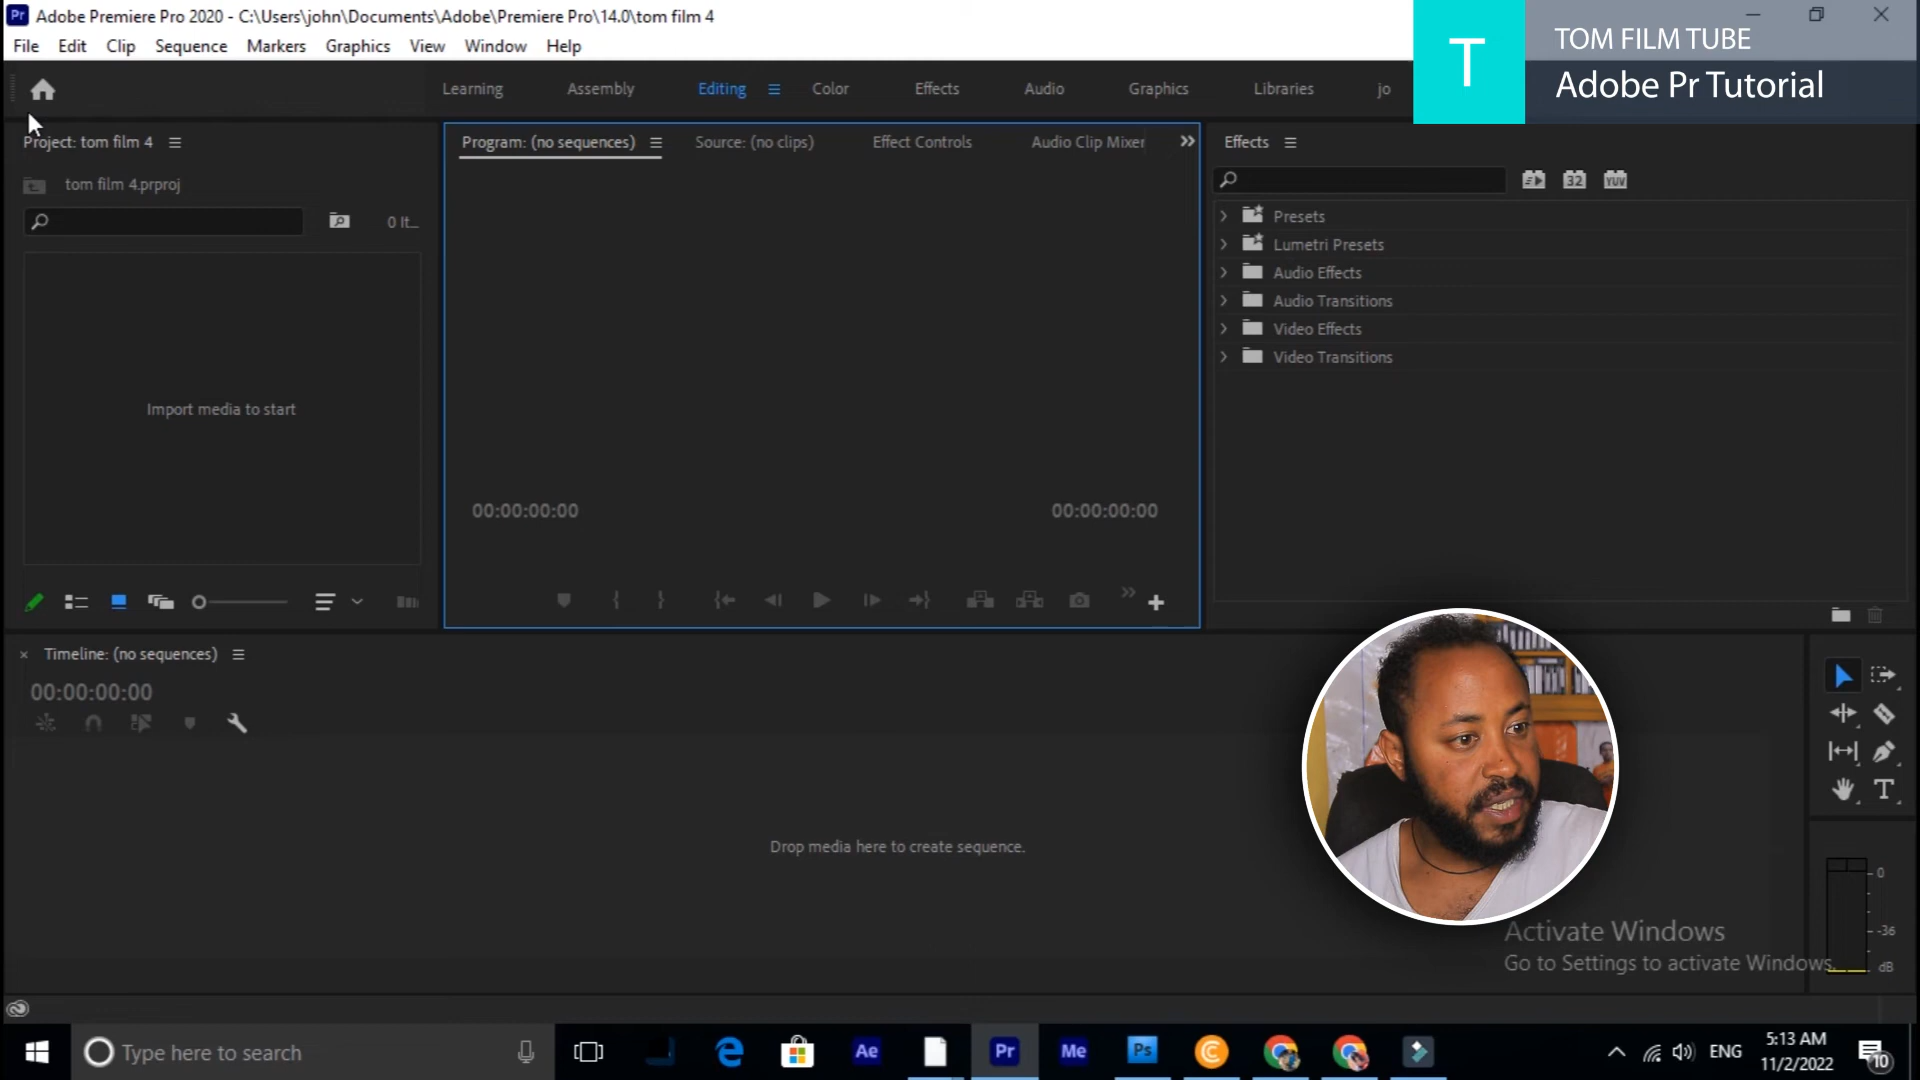 Adobe Premiere Pro 2020 - C:\Users\john\Documents\Adobe\Premiere Pro\14.0\tom film 4
File Edit Clip Sequence Markers Graphics View Window Help
T
TOM FILM TUBE
Adobe Pr Tutorial
Learning Assembly Editing Color Effects Audio Graphics Libraries jo
Project: tom film 4
tom film 4.prproj
0 It...
Import media to start
Program: (no sequences) Source: (no clips) Effect Controls Audio Clip Mixer
00:00:00:00 00:00:00:00
Effects
32 YUV
Presets
Lumetri Presets
Audio Effects
Audio Transitions
Video Effects
Video Transitions
Timeline: (no sequences)
00:00:00:00
Drop media here to create sequence.
0
-36
dB
Activate Windows
Go to Settings to activate Windows.
Type here to search
Ae Pr Me Ps
ENG
5:13 AM
11/2/2022
10